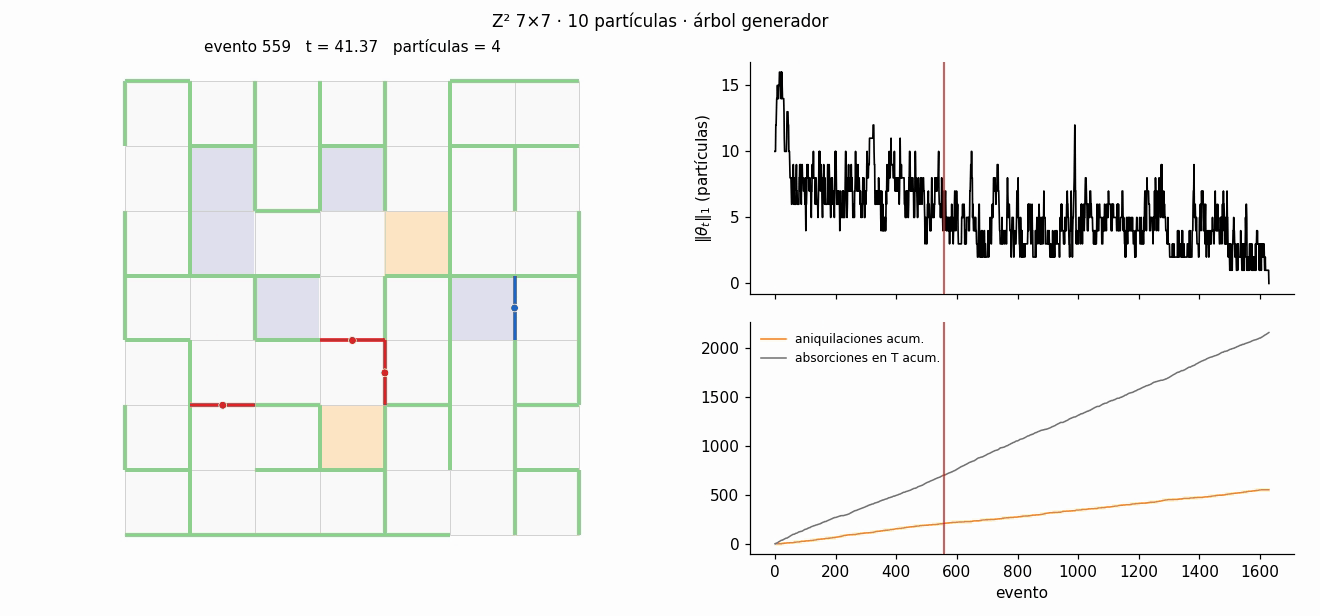 Z² 7×7 · 10 partículas · árbol generador
evento 559 t = 41.37 partículas = 4
‖θₜ‖₁ (partículas)
15
10
5
0
aniquilaciones acum.
absorciones en T acum.
2000
1500
1000
500
0
0 200 400 600 800 1000 1200 1400 1600
evento